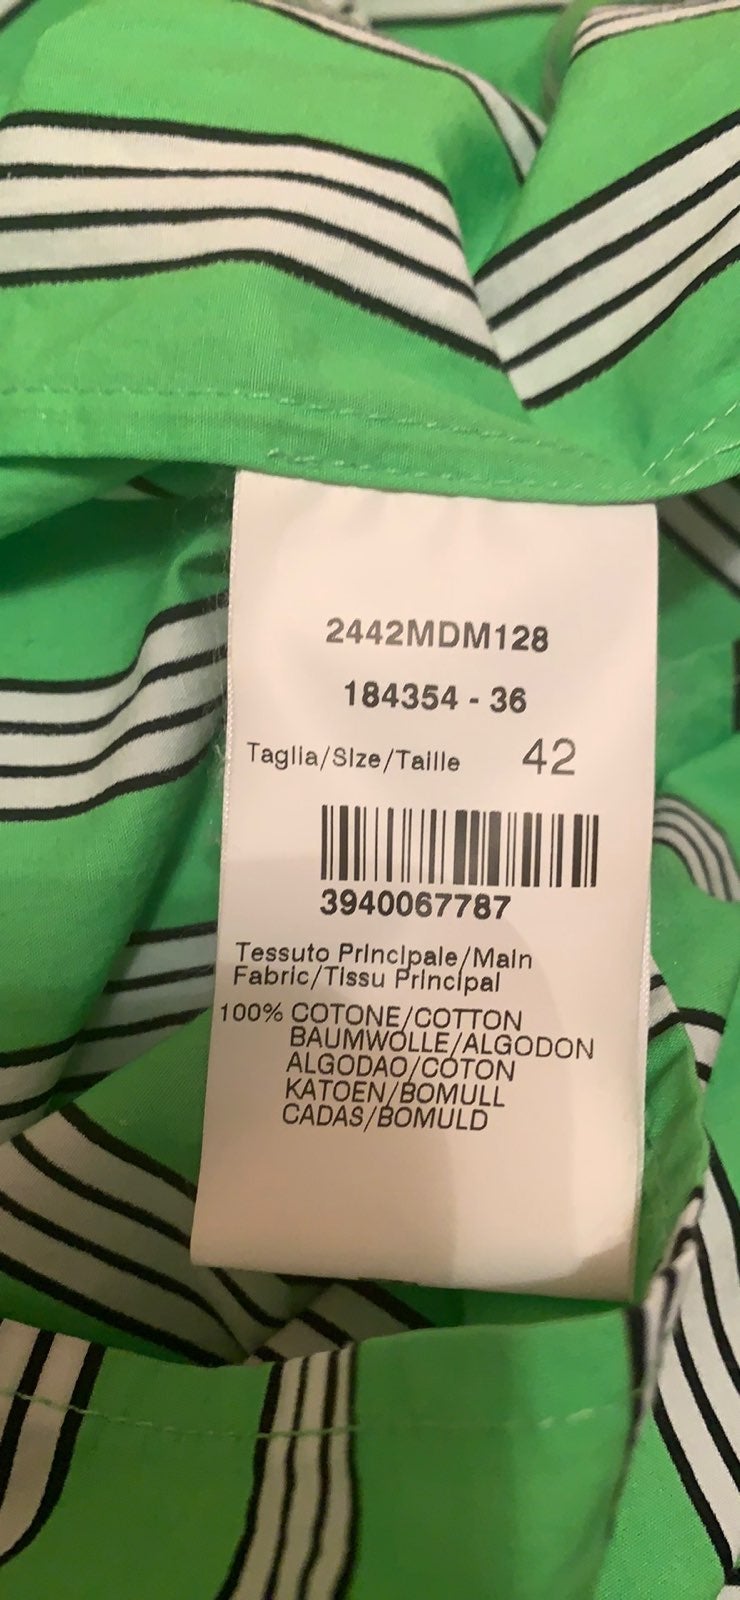 2442MDM128
184354 - 36
Taglia/Size/Taille 42
3940067787
Tessuto Principale/Main
Fabric/Tissu Principal
100% COTONE/COTTON
BAUMWOLLE/ALGODON
ALGODAO/COTON
KATOEN/BOMULL
CADAS/BOMULD